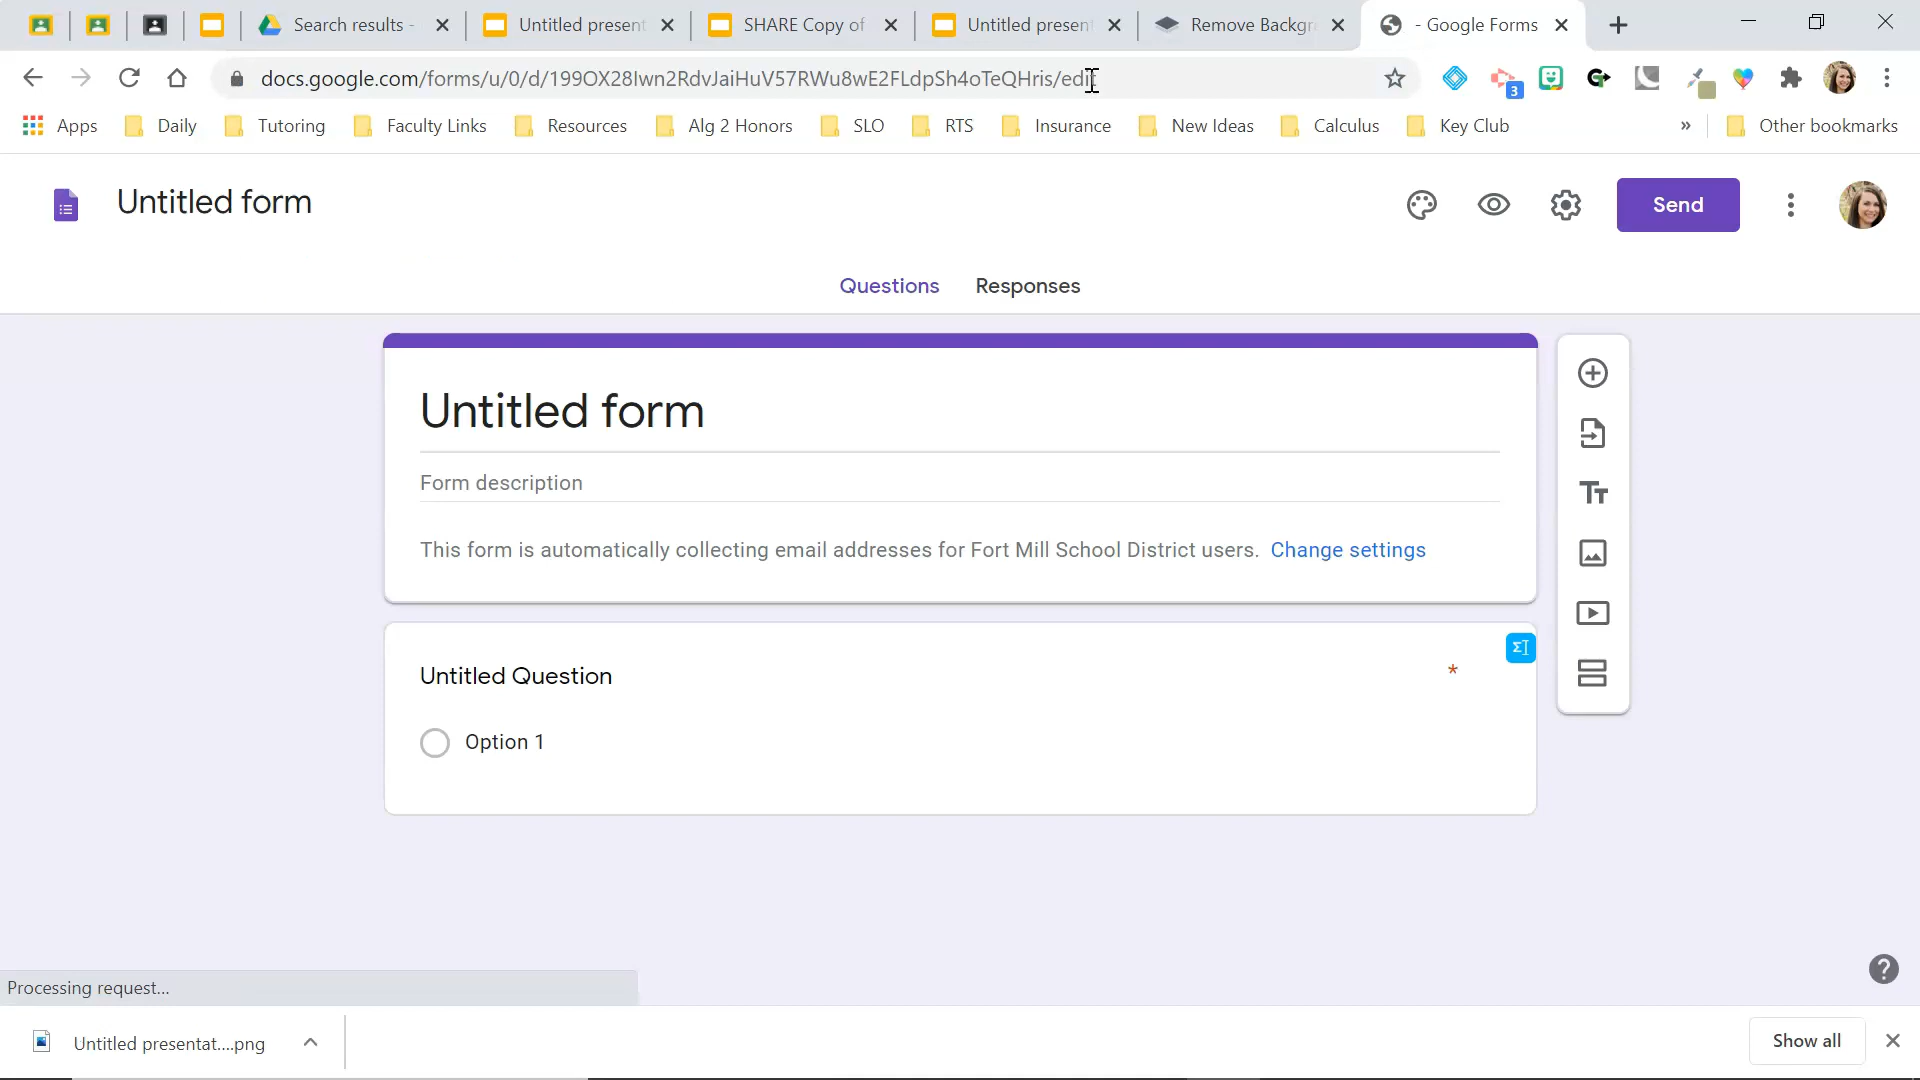 Search results -
Untitled present
SHARE Copy of
Untitled present
Remove Backgr
- Google Forms
docs.google.com/forms/u/0/d/199OX28Iwn2RdvJaiHuV57RWu8wE2FLdpSh4oTeQHris/edit
3
Apps
Daily
Tutoring
Faculty Links
Resources
Alg 2 Honors
SLO
RTS
Insurance
New Ideas
Calculus
Key Club
»
Other bookmarks
Untitled form
Send
Questions
Responses
Untitled form
Form description
This form is automatically collecting email addresses for Fort Mill School District users. Change settings
Untitled Question *
Option 1
Processing request...
Untitled presentat....png
Show all